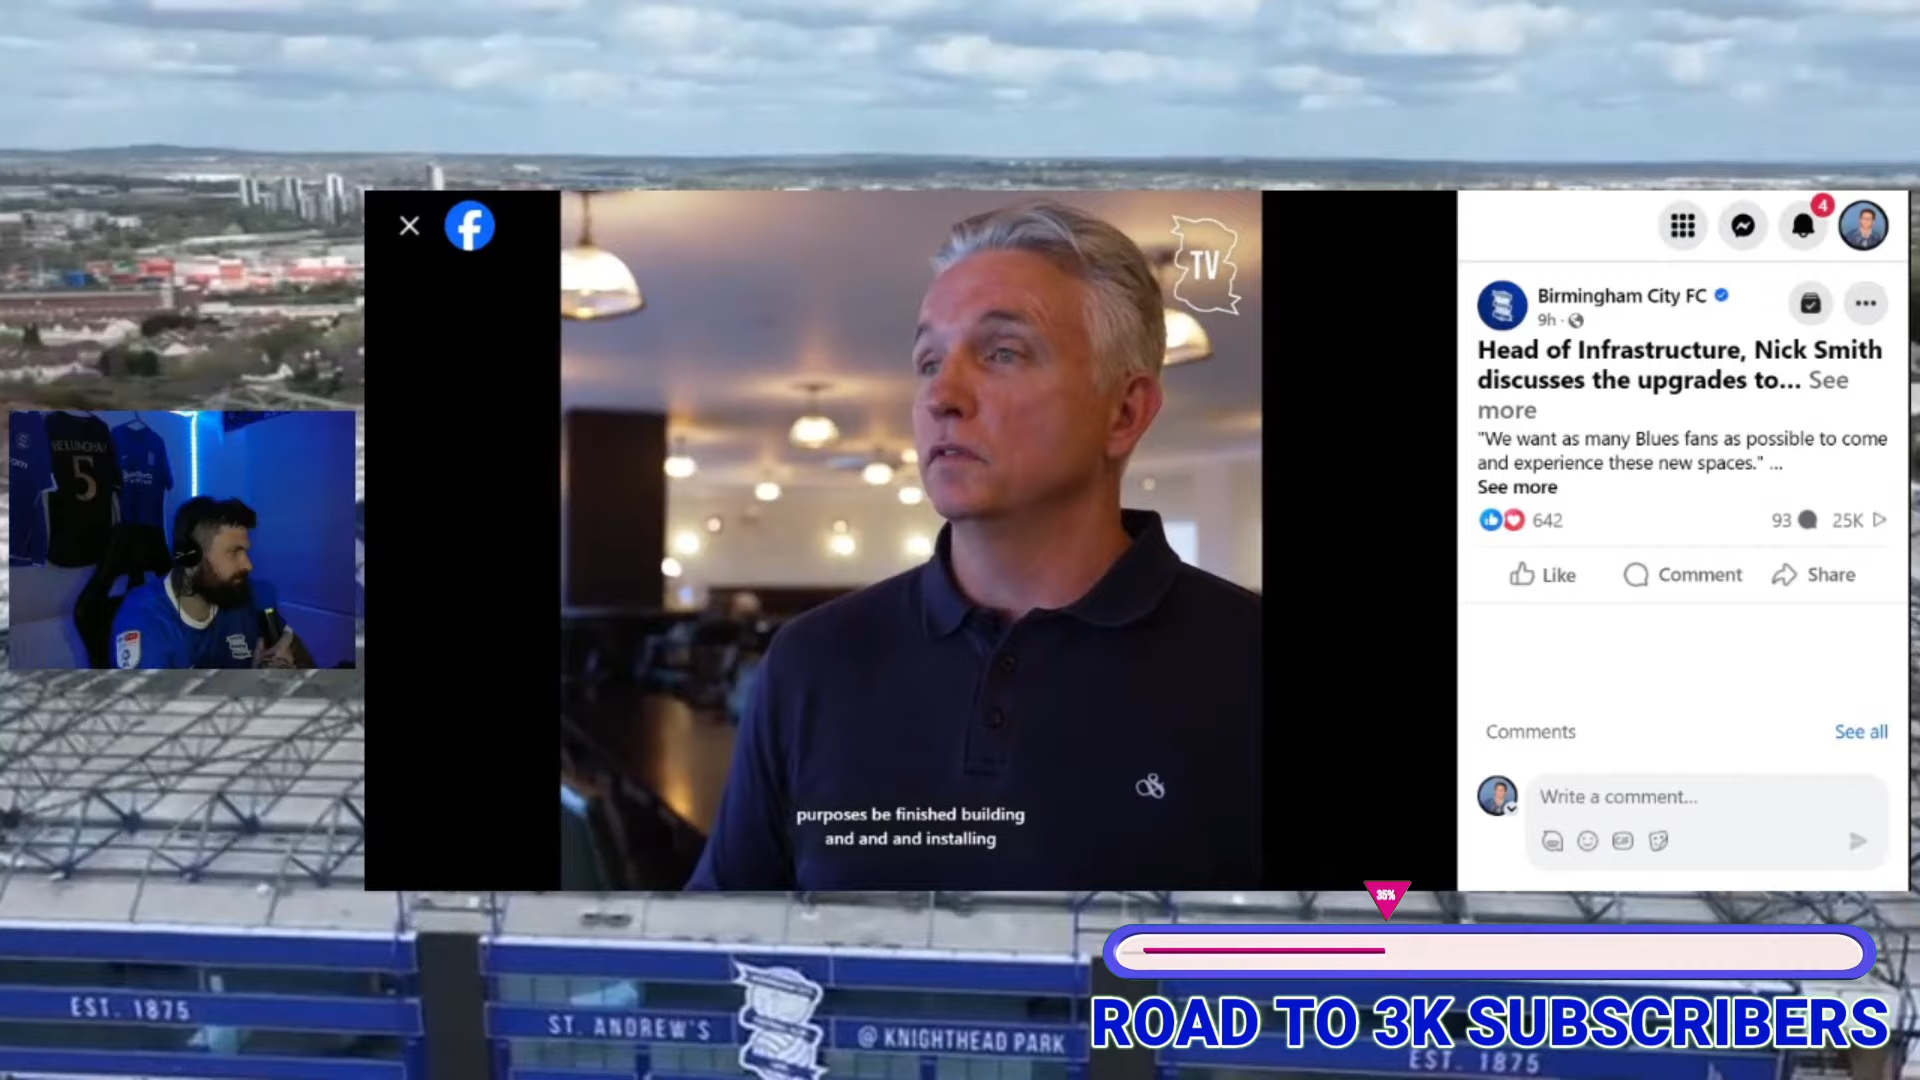 TV
4
Birmingham City FC
9h
Head of Infrastructure, Nick Smith
discusses the upgrades to... See
more
"We want as many Blues fans as possible to come
and experience these new spaces." ...
See more
642
93
25K
Like
Comment
Share
Comments
See all
Write a comment...
GIF
purposes be finished building
and and and installing
BELLINGHAM
5
35%
ROAD TO 3K SUBSCRIBERS
EST. 1875
ST. ANDREW'S
@ KNIGHTHEAD PARK
EST. 1875